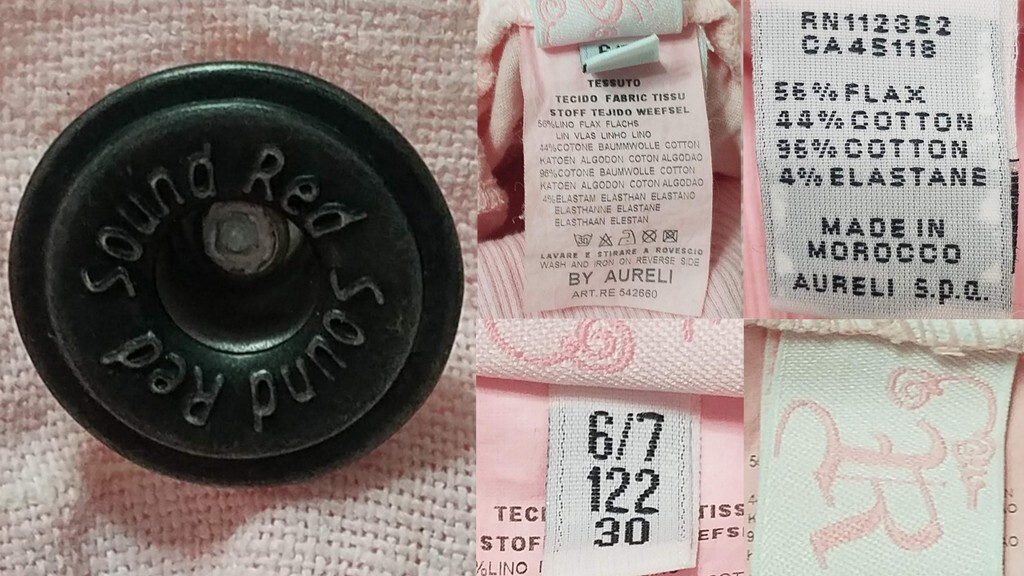 Sound Red
Sound Red
TESSUTO
TECIDO FABRIC TISSU
STOFF TEJIDO WEEFSEL
56%LINO FLAX FLACHS
LIN VLAS LINHO LINO
44%COTONE BAUMWOLLE COTTON
KATOEN ALGODON COTON ALGODAO
96%COTONE BAUMWOLLE COTTON
KATOEN ALGODON COTON ALGODAO
4%ELASTAM ELASTHAN ELASTANO
ELASTHANNE ELASTANE
ELASTHAAN ELESTAN
LAVARE E STIRARE A ROVESCIO
WASH AND IRON ON REVERSE SIDE
BY AURELI
ART.RE 542660
RN112352
CA45118
56% FLAX
44% COTTON
96% COTTON
4% ELASTANE
MADE IN
MOROCCO
AURELI s.p.a.
6/7
122
30
TECI
TISS
STOF
EFS
%LINO